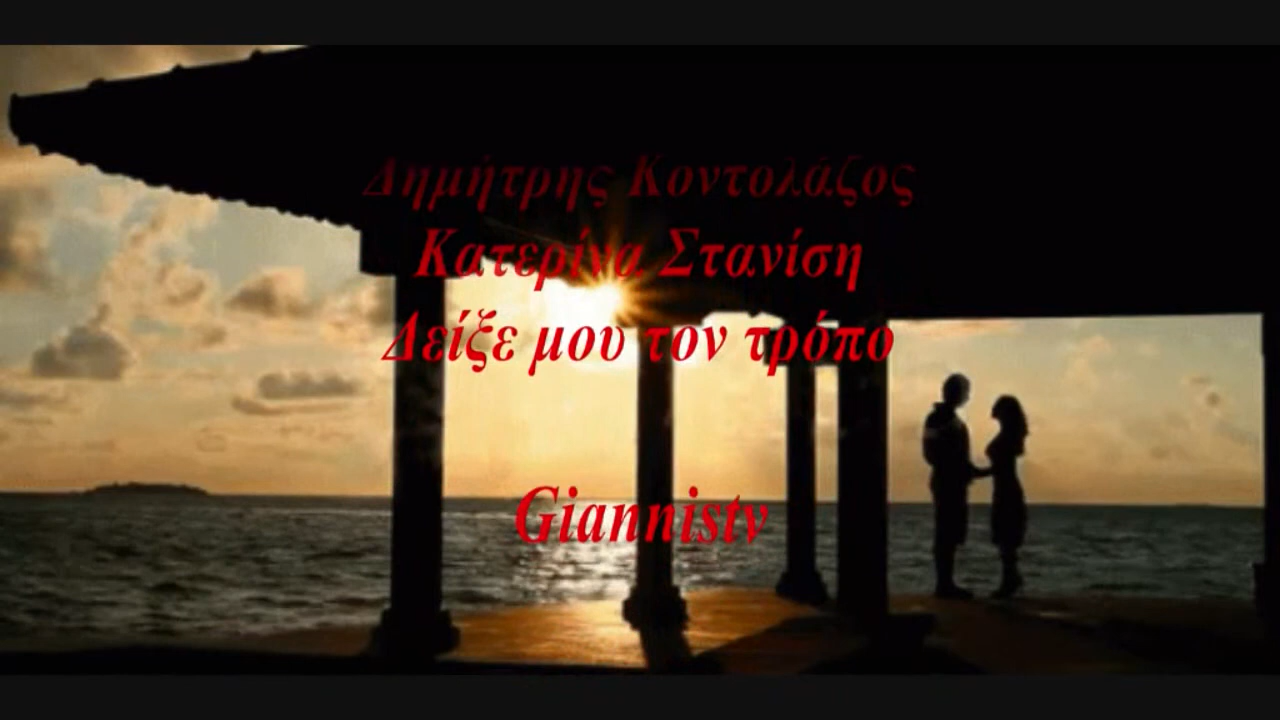 Δημήτρης Κοντολάζος
Κατερίνα Στανίση
Δείξε μου τον τρόπο
Giannistv